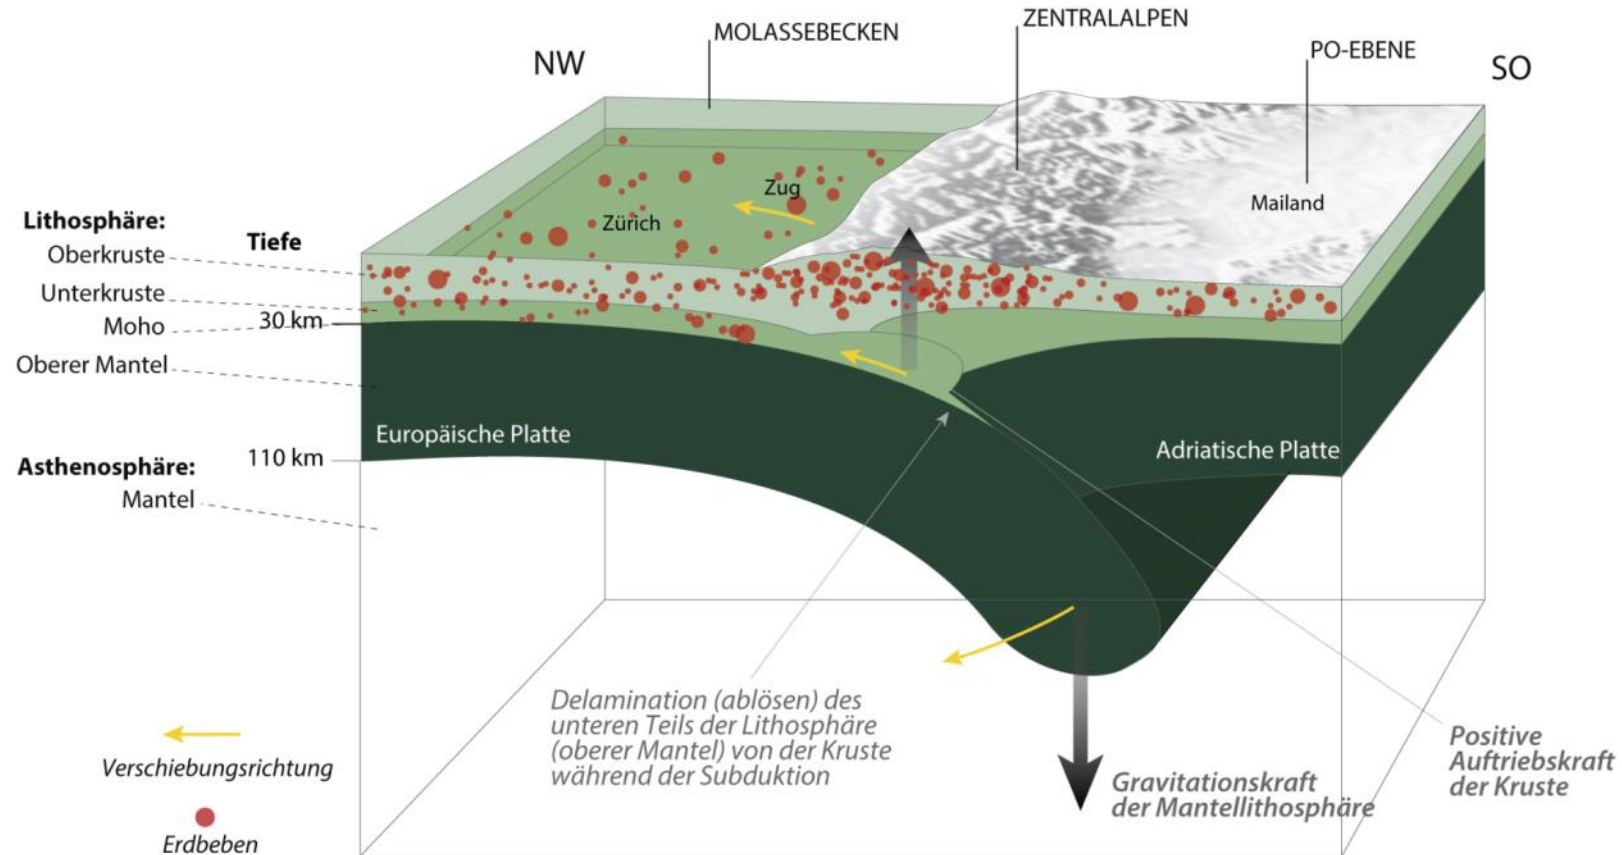 MOLASSEBECKEN
ZENTRALALPEN
PO-EBENE
NW
SO
Zug
Zürich
Mailand
Lithosphäre:
Oberkruste
Tiefe
Unterkruste
Moho
30 km
Oberer Mantel
Europäische Platte
Adriatische Platte
110 km
Asthenosphäre:
Mantel
Delamination (ablösen) des
unteren Teils der Lithosphäre
(oberer Mantel) von der Kruste
während der Subduktion
Gravitationskraft
der Mantellithosphäre
Positive
Auftriebskraft
der Kruste
Verschiebungsrichtung
Erdbeben